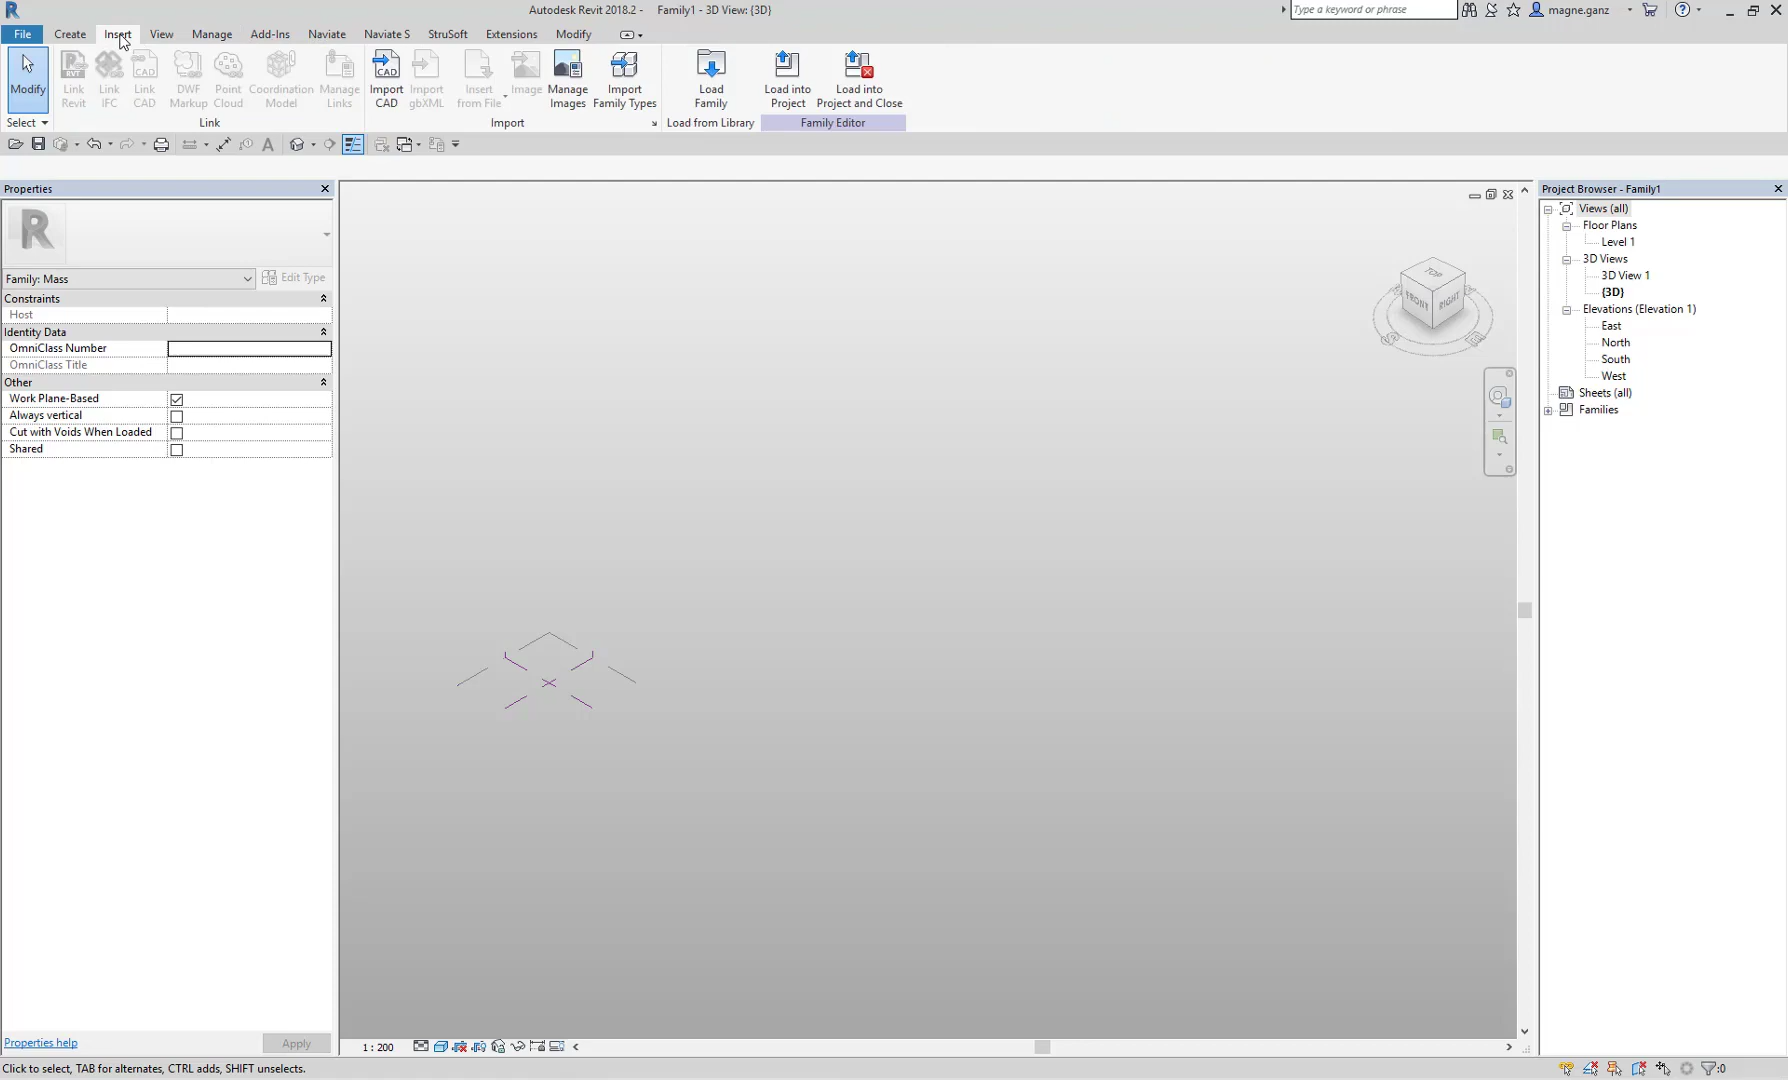 Autodesk Revit 2018.2 - Family1 - 3D View: {3D}
Type a keyword or phrase
magne.ganz
File Create Insert View Manage Add-Ins Navigate Navigate S StruSoft Extensions Modify
Modify
Link Revit
Link IFC
Link CAD
DWF Markup
Point Cloud
Coordination Model
Manage Links
Import CAD
Import gbXML
Insert from File
Image
Manage Images
Import Family Types
Load Family
Load into Project
Load into Project and Close
Select
Link
Import
Load from Library
Family Editor
Properties
Family: Mass
Edit Type
Constraints
Host
Identity Data
OmniClass Number
OmniClass Title
Other
Work Plane-Based
Always vertical
Cut with Voids When Loaded
Shared
Properties help
Apply
TOP
FRONT
RIGHT
1 : 200
Project Browser - Family1
Views (all)
Floor Plans
Level 1
3D Views
3D View 1
{3D}
Elevations (Elevation 1)
East
North
South
West
Sheets (all)
Families
Click to select, TAB for alternates, CTRL adds, SHIFT unselects.
:0